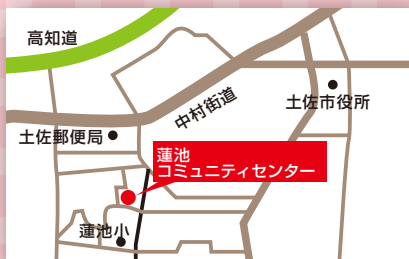 高知道
中村街道
土佐市役所
土佐郵便局
蓮池
コミュニティセンター
蓮池小